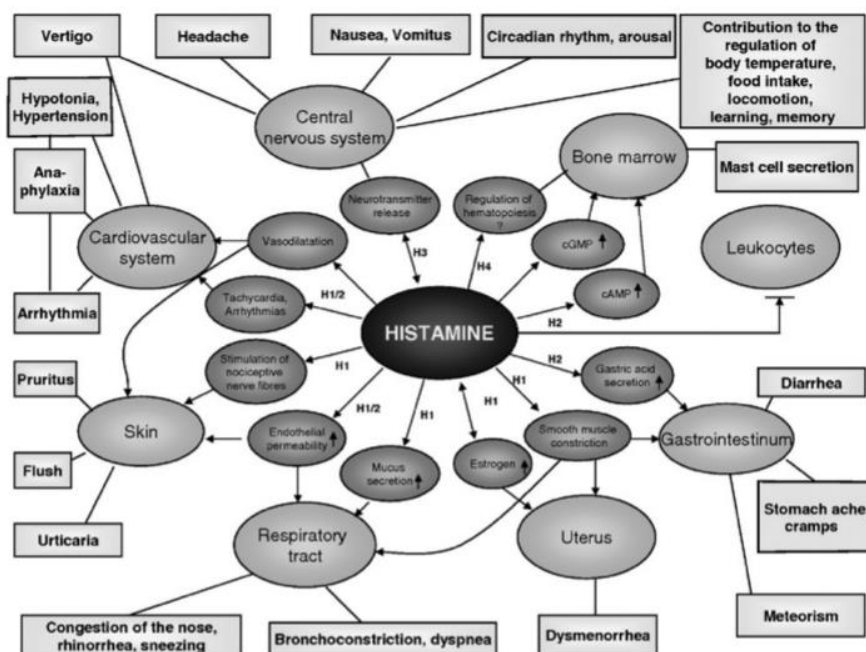 Vertigo
Headache
Nausea, Vomitus
Circadian rhythm, arousal
Contribution to the
regulation of
body temperature,
food intake,
locomotion,
learning, memory
Hypotonia,
Hypertension
Central
nervous system
Bone marrow
Mast cell secretion
Ana-
phylaxia
Neurotransmitter
release
Regulation of
hematopoiesis
?
Cardiovascular
system
Vasodilatation
cGMP
Leukocytes
H3
H4
Tachycardia,
Arrhythmias
H1/2
cAMP
Arrhythmia
HISTAMINE
H2
Stimulation of
nociceptive
nerve fibres
H1
H2
Gastric acid
secretion
Pruritus
H1
Diarrhea
H1/2
H1
H1
Skin
Endothelial
permeability
Smooth muscle
constriction
Gastrointestinum
Flush
Mucus
secretion
Estrogen
Stomach ache
cramps
Urticaria
Respiratory
tract
Uterus
Meteorism
Congestion of the nose,
rhinorrhea, sneezing
Bronchoconstriction, dyspnea
Dysmenorrhea